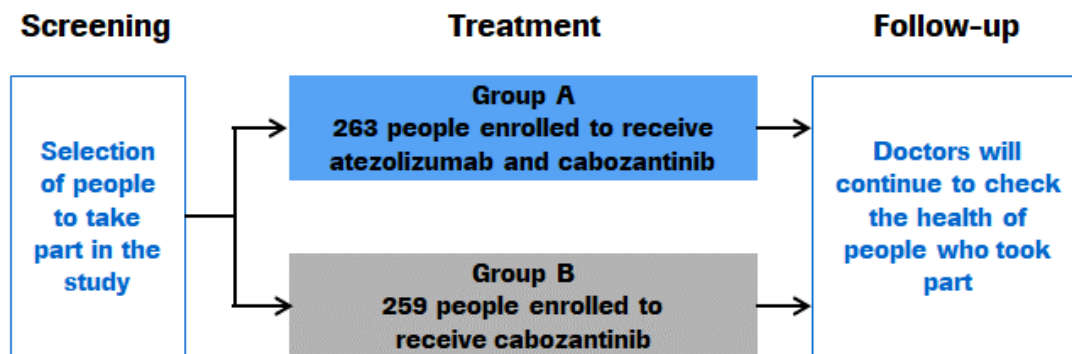 Screening
Treatment
Follow-up
Selection
of people
to take
part in the
study
Group A
263 people enrolled to receive
atezolizumab and cabozantinib
Group B
259 people enrolled to
receive cabozantinib
Doctors will
continue to check
the health of
people who took
part